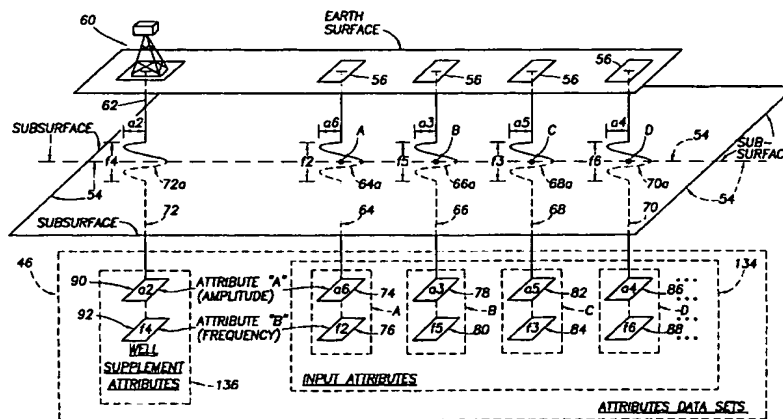 60
EARTH
SURFACE
56 56 56 56
62
SUBSURFACE
a2 a6 A a3 B a5 C a4 D
SUB-
SURFACE
f4 f2 f5 f3 f6
54
54 54 54
72a 64a 66a 68a 70a
72 64 66 68 70
SUBSURFACE
46
134
90 a2 ATTRIBUTE "A"
(AMPLITUDE) a6 74 a3 78 a5 82 a4 86
A B C D
92 f4 ATTRIBUTE "B"
(FREQUENCY) f2 76 f5 80 f3 84 f6 88
WELL
SUPPLEMENT
ATTRIBUTES
136
INPUT ATTRIBUTES
ATTRIBUTES DATA SETS